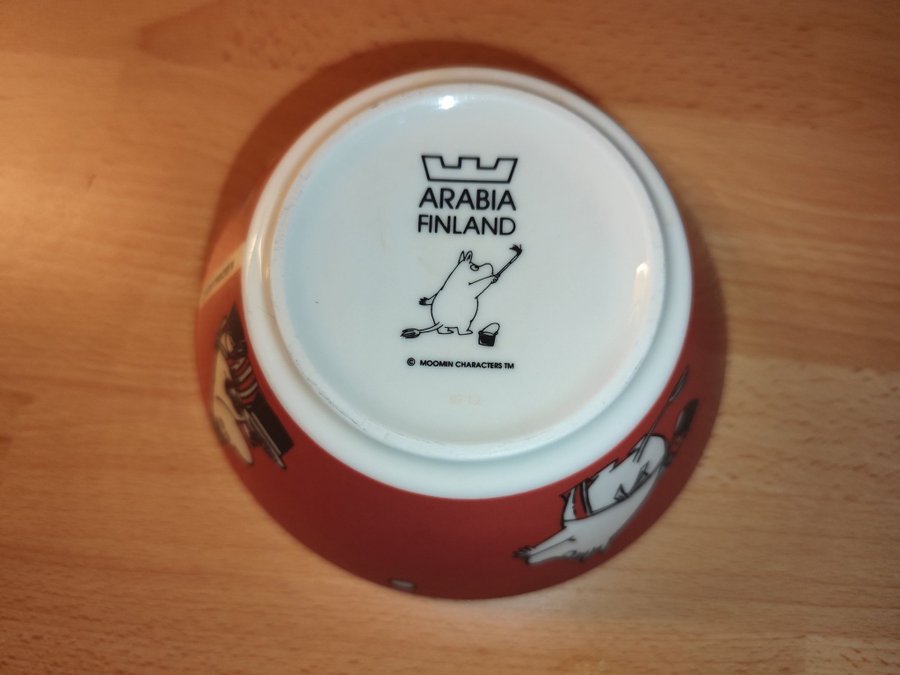 ARABIA
FINLAND
© MOOMIN CHARACTERS TM